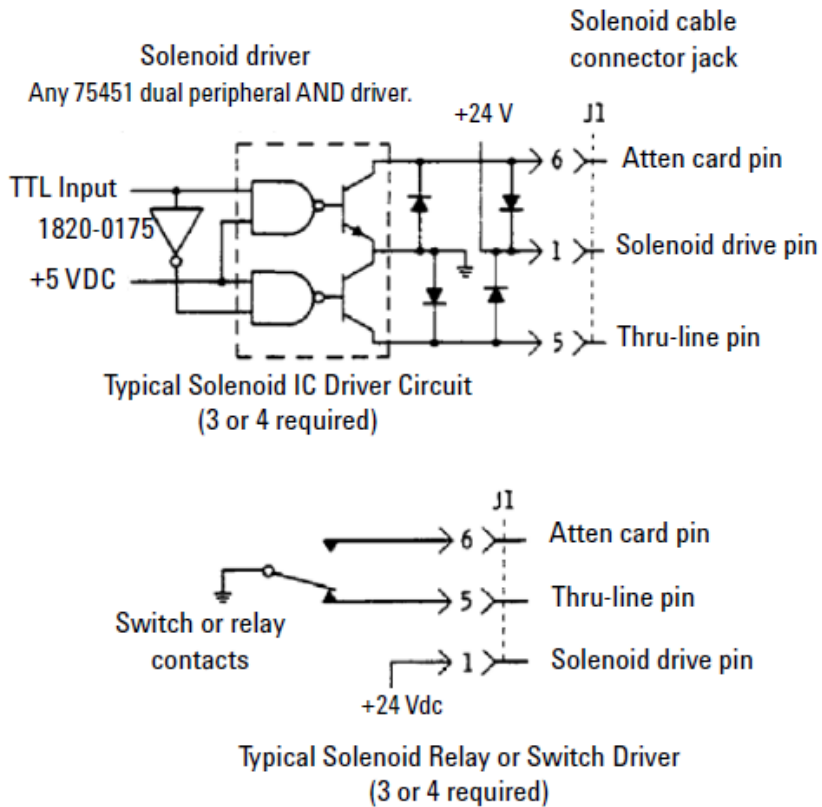 Solenoid driver
Any 75451 dual peripheral AND driver.
Solenoid cable
connector jack
+24 V
J1
TTL Input
1820-0175
+5 VDC
6
Atten card pin
1
Solenoid drive pin
5
Thru-line pin
Typical Solenoid IC Driver Circuit
(3 or 4 required)
J1
6
Atten card pin
5
Thru-line pin
Switch or relay
contacts
1
Solenoid drive pin
+24 Vdc
Typical Solenoid Relay or Switch Driver
(3 or 4 required)